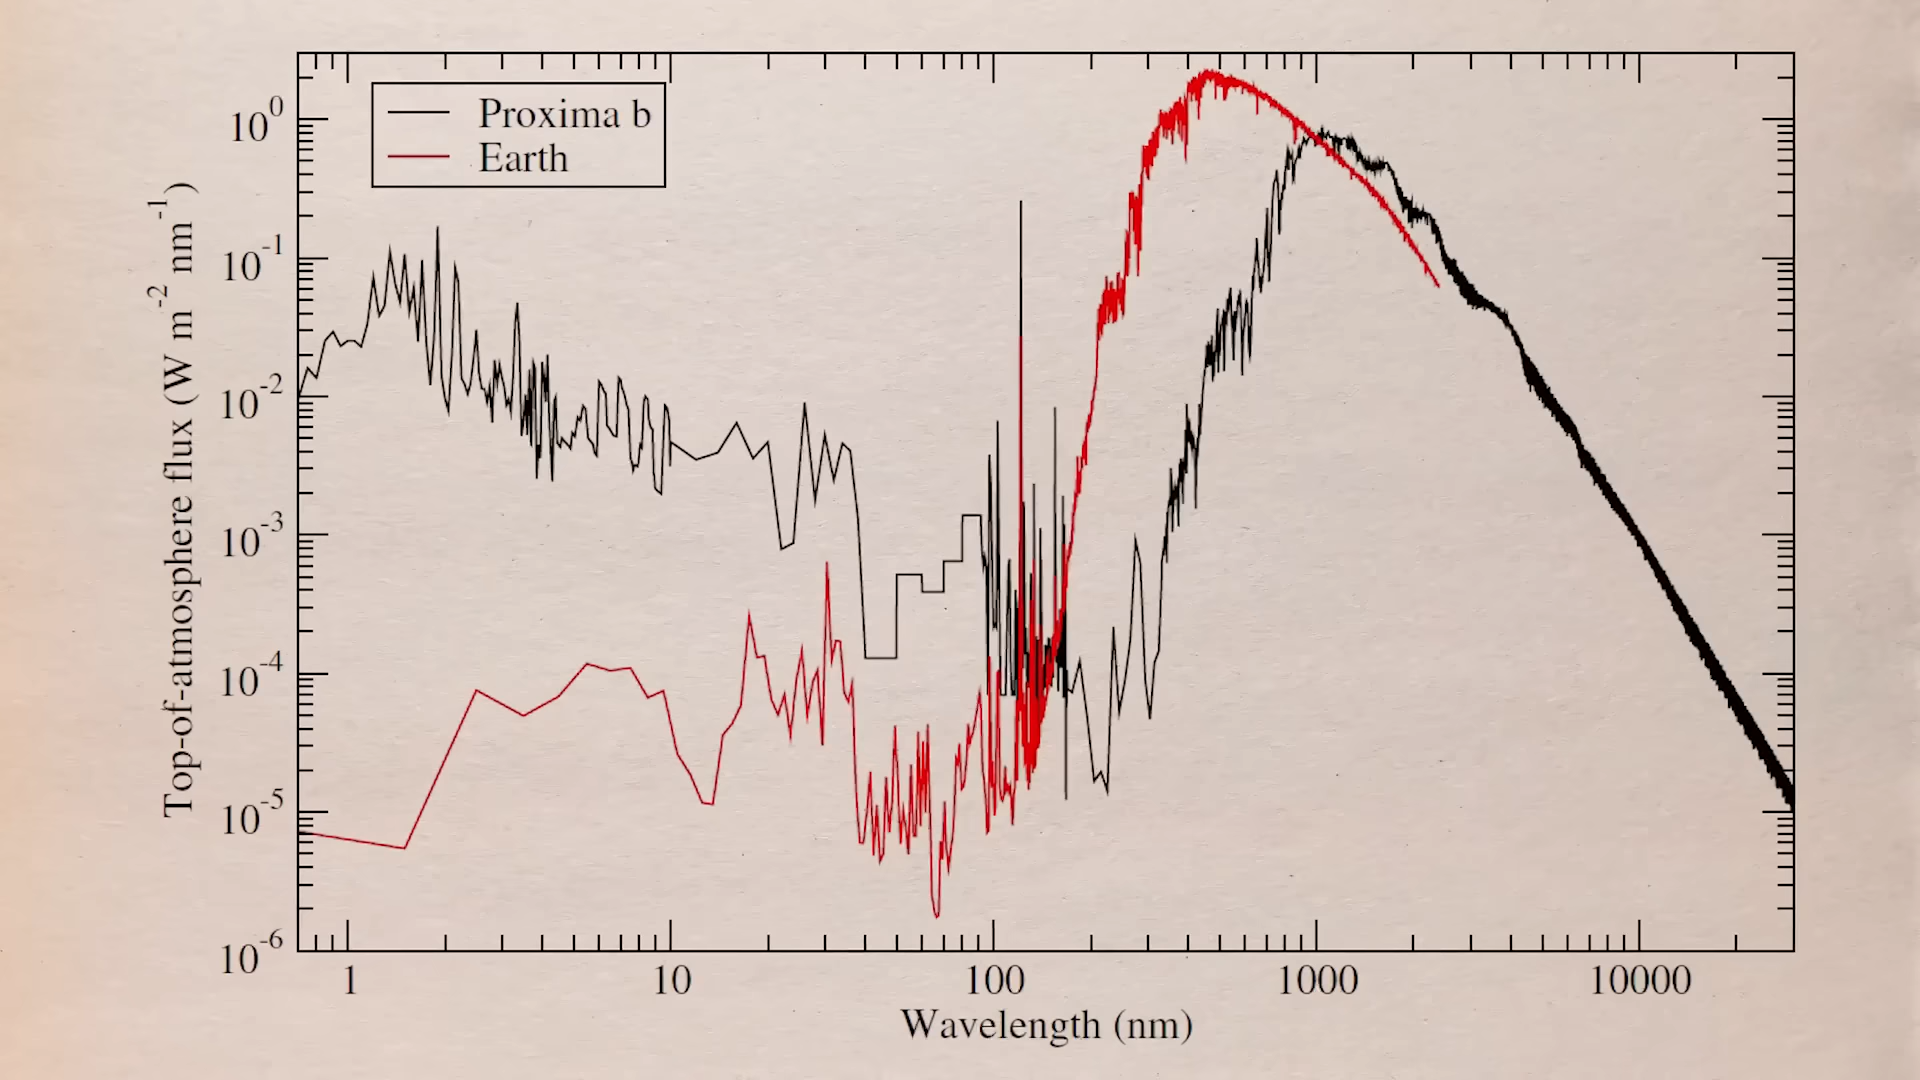 Proxima b
Earth
10^0
10^-1
10^-2
10^-3
10^-4
10^-5
10^-6
Top-of-atmosphere flux (W m^-2 nm^-1)
1 10 100 1000 10000
Wavelength (nm)